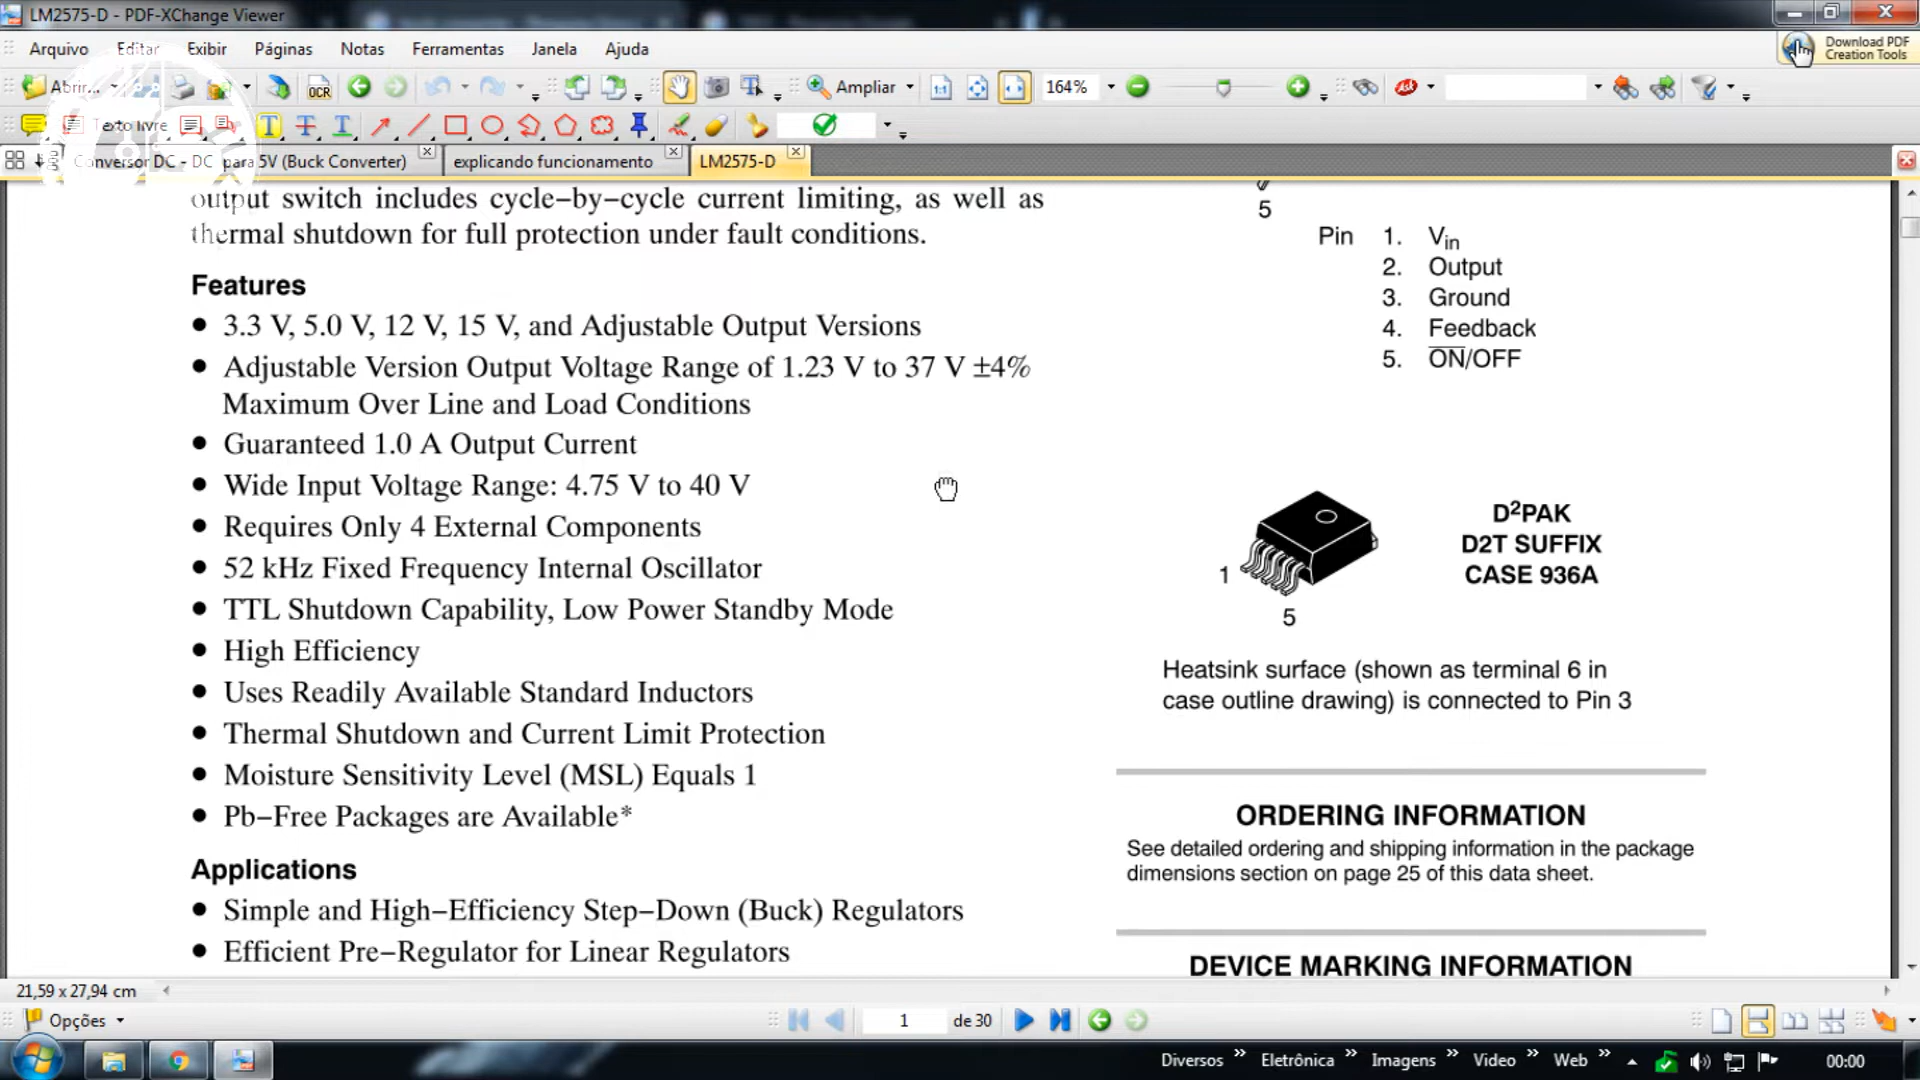 LM2575-D - PDF-XChange Viewer
Arquivo Editar Exibir Páginas Notas Ferramentas Janela Ajuda
Download PDF
Creation Tools
Abrir... OCR Ampliar 1:1 164% Ask
Texto livre
Conversor DC - DC para 5V (Buck Converter) explicando funcionamento LM2575-D
output switch includes cycle−by−cycle current limiting, as well as
thermal shutdown for full protection under fault conditions.
Features
• 3.3 V, 5.0 V, 12 V, 15 V, and Adjustable Output Versions
• Adjustable Version Output Voltage Range of 1.23 V to 37 V ±4%
Maximum Over Line and Load Conditions
• Guaranteed 1.0 A Output Current
• Wide Input Voltage Range: 4.75 V to 40 V
• Requires Only 4 External Components
• 52 kHz Fixed Frequency Internal Oscillator
• TTL Shutdown Capability, Low Power Standby Mode
• High Efficiency
• Uses Readily Available Standard Inductors
• Thermal Shutdown and Current Limit Protection
• Moisture Sensitivity Level (MSL) Equals 1
• Pb−Free Packages are Available*
Applications
• Simple and High−Efficiency Step−Down (Buck) Regulators
• Efficient Pre−Regulator for Linear Regulators
5
Pin 1. Vin
2. Output
3. Ground
4. Feedback
5. ON/OFF
D2PAK
D2T SUFFIX
CASE 936A
1
5
Heatsink surface (shown as terminal 6 in
case outline drawing) is connected to Pin 3
ORDERING INFORMATION
See detailed ordering and shipping information in the package
dimensions section on page 25 of this data sheet.
DEVICE MARKING INFORMATION
21,59 x 27,94 cm
Opções 1 de 30
Diversos » Eletrônica » Imagens » Video » Web » 00:00